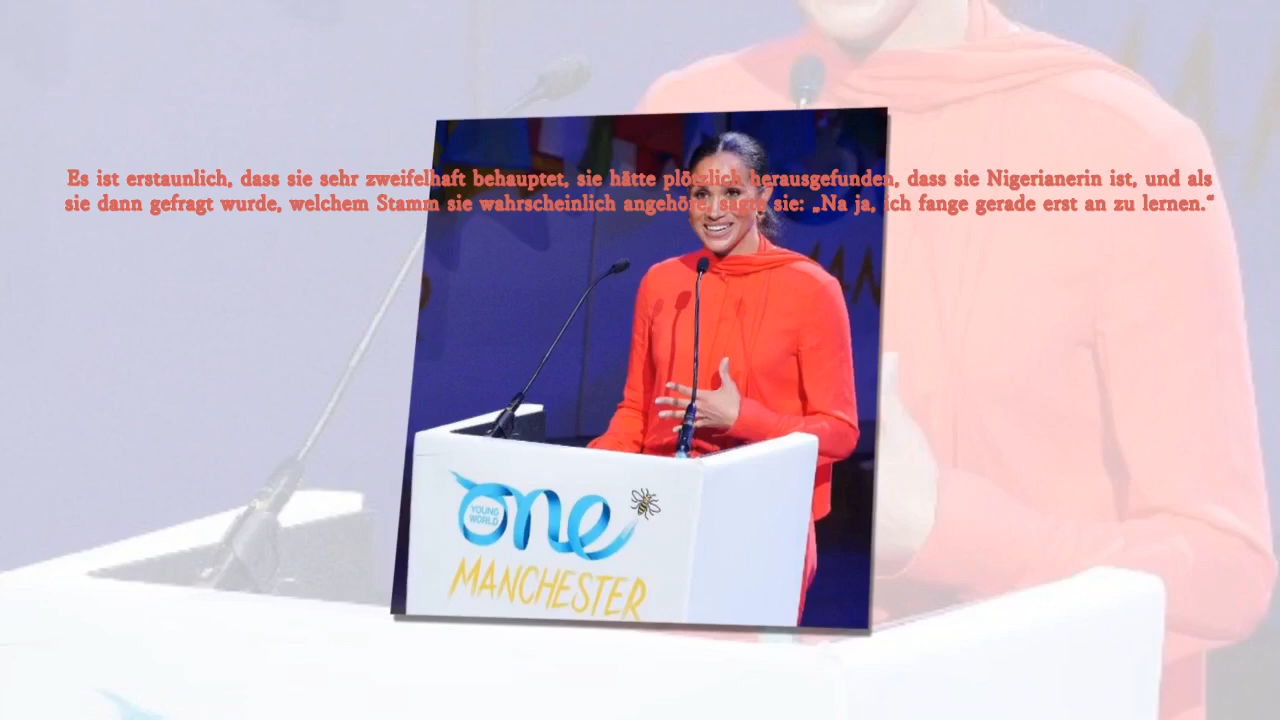 Es ist erstaunlich, dass sie sehr zweifelhaft behauptet, sie hätte plötzlich herausgefunden, dass sie Nigerianerin ist, und als
sie dann gefragt wurde, welchem Stamm sie wahrscheinlich angehöre, sagte sie: „Na ja, ich fange gerade erst an zu lernen.“
one
YOUNG
WORLD
MANCHESTER